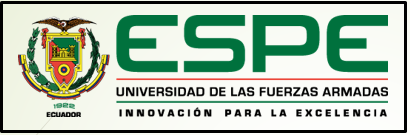 ESPE
UNIVERSIDAD DE LAS FUERZAS ARMADAS
INNOVACIÓN PARA LA EXCELENCIA
1922
ECUADOR